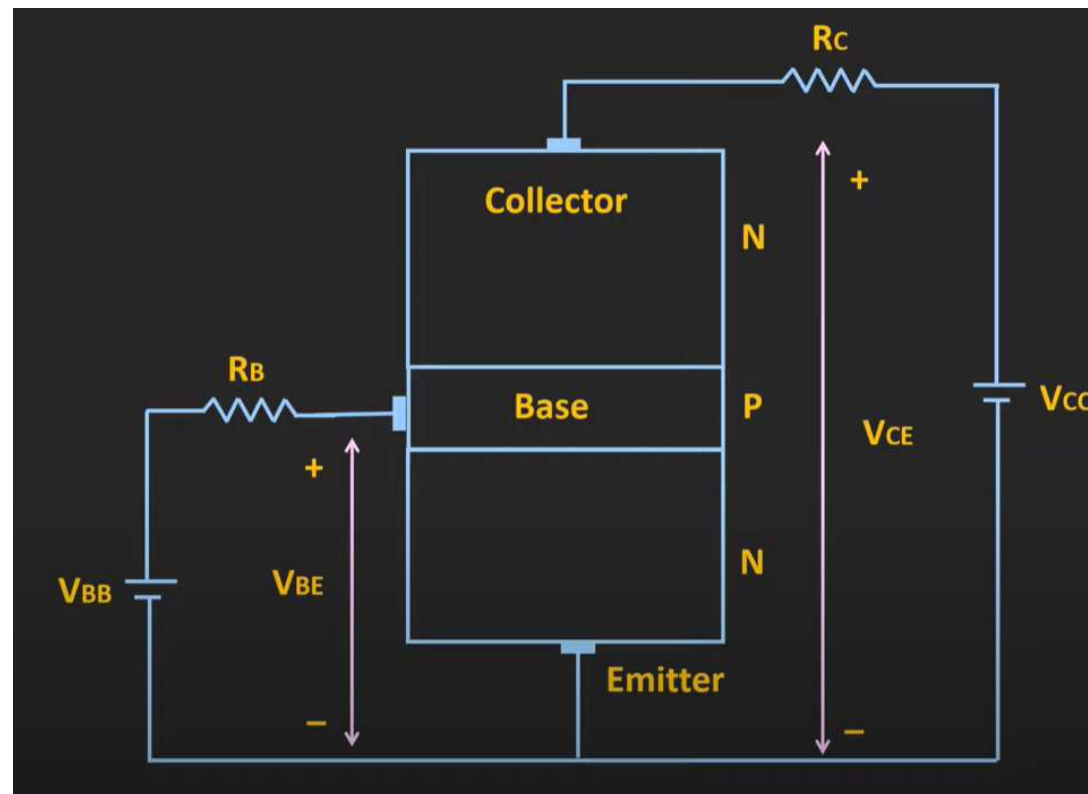 RC
+
Collector
N
RB
Base
P
VCC
VCE
+
N
VBB
VBE
Emitter
–
–